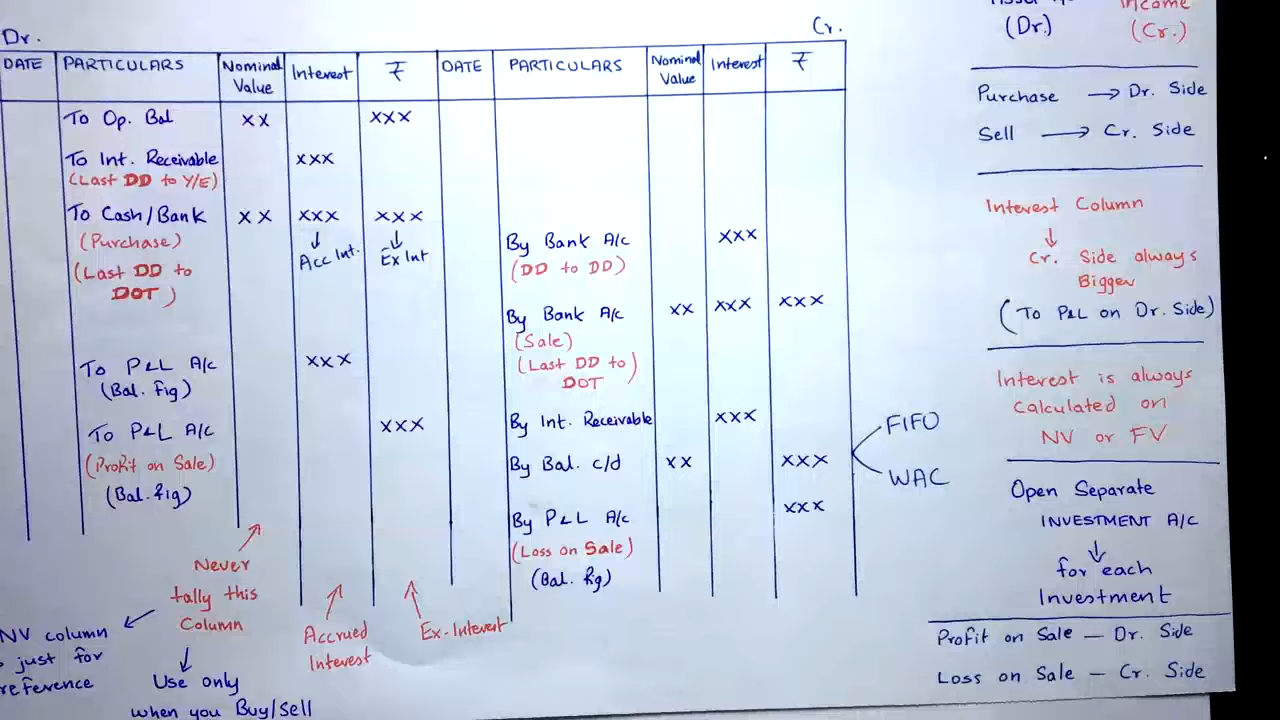 Dr.
Cr.
DATE PARTICULARS Nominal Value Interest ₹ DATE PARTICULARS Nominal Value Interest ₹
To Op. Bal xx xxx
To Int. Receivable xxx
(Last DD to Y/E)
To Cash/Bank xx xxx xxx
(Purchase) ↓ Acc Int. ↓ Ex Int
(Last DD to
DOT)
To P&L A/c xxx
(Bal. Fig)
To P&L A/c xxx
(Profit on Sale)
(Bal. fig)
By Bank A/c xxx
(DD to DD)
By Bank A/c xx xxx xxx
(Sale)
(Last DD to)
DOT
By Int. Receivable xxx
By Bal. c/d xx xxx
By P&L A/c xxx
(Loss on Sale)
(Bal. fig)
FIFO
WAC
Never
tally this
Column
NV column
just for
reference
Use only
when you Buy/Sell
Accrued
Interest
Ex-Interest
Income
(Dr.) (Cr.)
Purchase → Dr. Side
Sell → Cr. Side
Interest Column
↓
Cr. Side always
Bigger
(To P&L on Dr. Side)
Interest is always
calculated on
NV or FV
Open Separate
INVESTMENT A/C
↓
for each
Investment
Profit on Sale – Dr. Side
Loss on Sale – Cr. Side